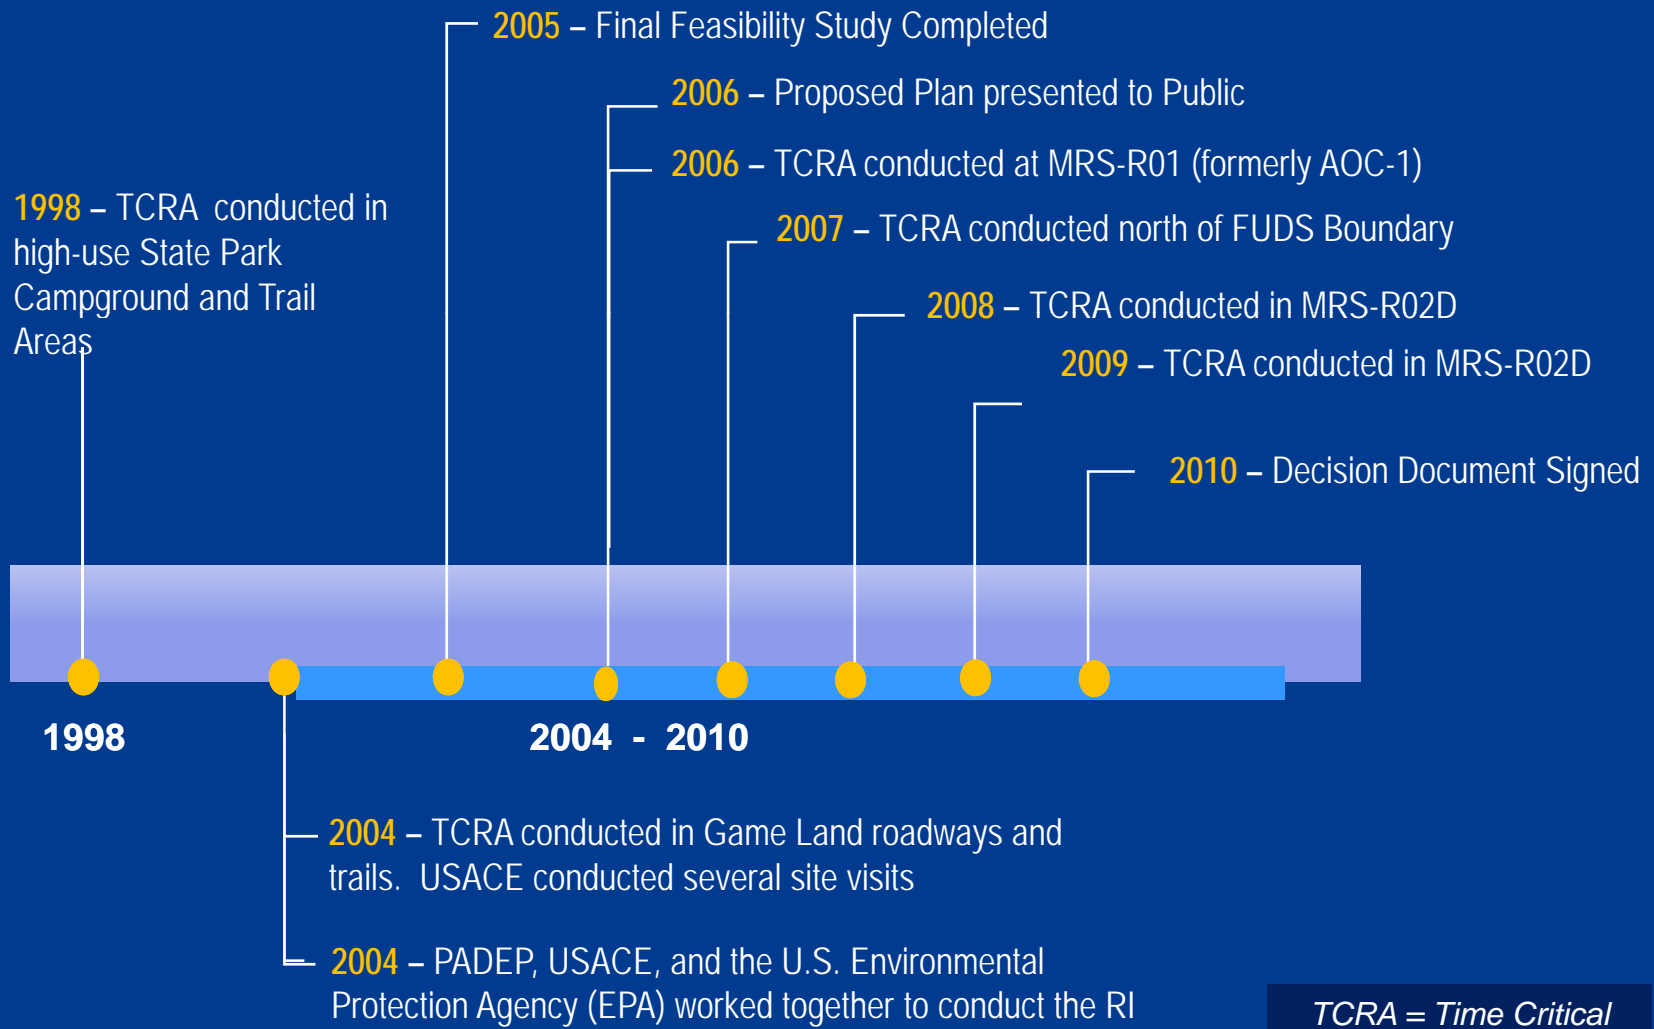 2005 – Final Feasibility Study Completed
2006 – Proposed Plan presented to Public
2006 – TCRA conducted at MRS-R01 (formerly AOC-1)
1998 – TCRA  conducted in
high-use State Park
Campground and Trail
Areas
2007 – TCRA conducted north of FUDS Boundary
2008 – TCRA conducted in MRS-R02D
2009 – TCRA conducted in MRS-R02D
2010 – Decision Document Signed
1998
2004 - 2010
2004 – TCRA conducted in Game Land roadways and
trails.  USACE conducted several site visits
2004 – PADEP, USACE, and the U.S. Environmental
Protection Agency (EPA) worked together to conduct the RI
TCRA = Time Critical